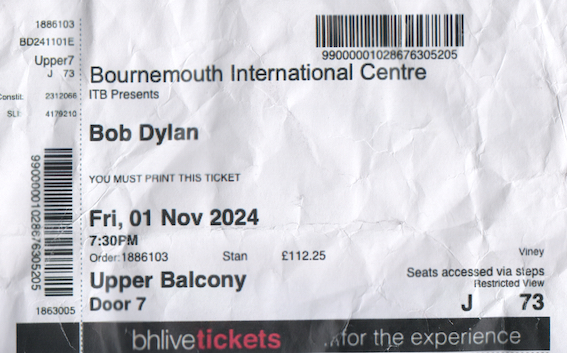 1886103
BD241101E
Upper7
J 73
Constit. 2312066
SLI: 4179210
99000001028676305205
1863005
99000001028676305205
Bournemouth International Centre
ITB Presents
Bob Dylan
YOU MUST PRINT THIS TICKET
Fri, 01 Nov 2024
7:30PM
Order:1886103 Stan £112.25
Viney
Upper Balcony
Seats accessed via steps
Restricted View
Door 7
J 73
bhlivetickets ...for the experience